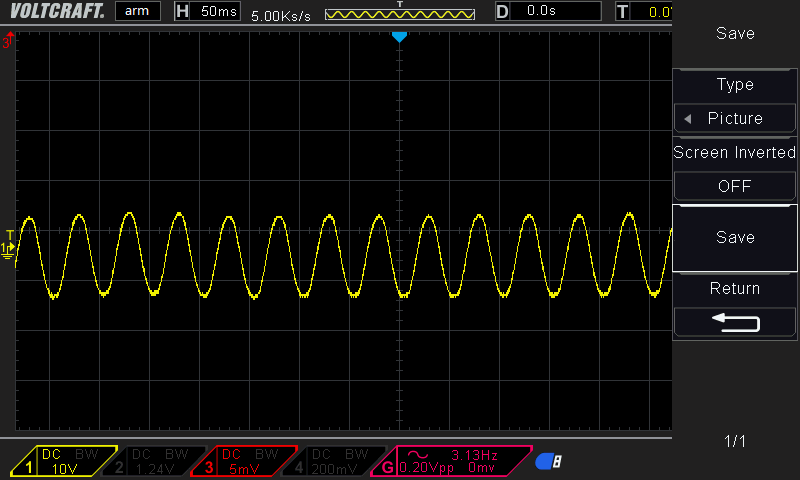 VOLTCRAFT. arm H 50ms 5.00Ks/s T D 0.0s T 0.0
Save
3
Type
Picture
Screen Inverted
OFF
T
1
Save
Return
1/1
1 DC BW 10V
2 DC BW 1.24V
3 DC BW 5mV
4 DC BW 200mV
G 3.13Hz 0.20Vpp 0mv